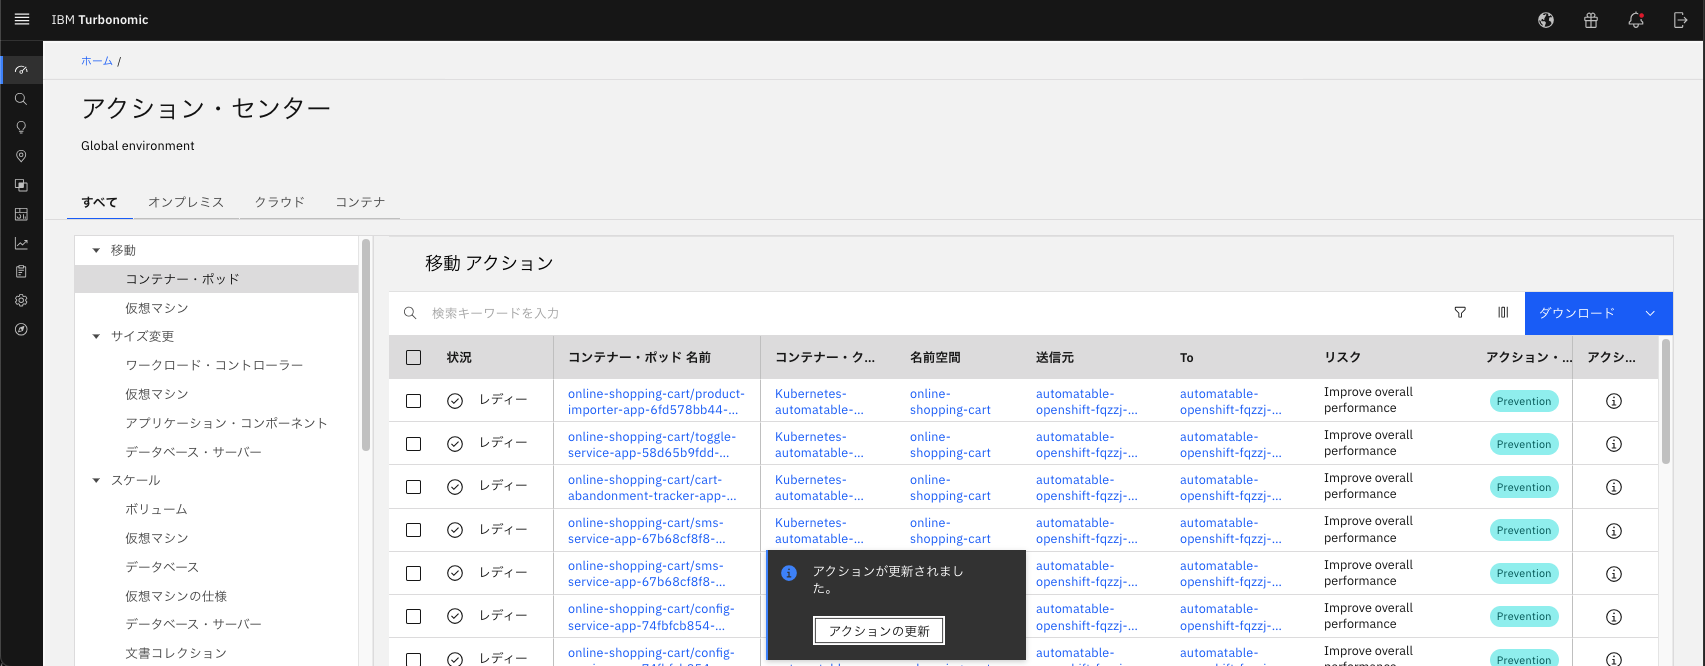 IBM Turbonomic
ホーム /
アクション・センター
Global environment
すべて オンプレミス クラウド コンテナ
移動
コンテナー・ポッド
仮想マシン
サイズ変更
ワークロード・コントローラー
仮想マシン
アプリケーション・コンポーネント
データベース・サーバー
スケール
ボリューム
仮想マシン
データベース
仮想マシンの仕様
データベース・サーバー
文書コレクション
移動 アクション
検索キーワードを入力
ダウンロード
状況 コンテナー・ポッド 名前 コンテナー・ク... 名前空間 送信元 To リスク アクション・... アクシ...
レディー online-shopping-cart/product-importer-app-6fd578bb44-... Kubernetes-automatable-... online-shopping-cart automatable-openshift-fqzzj-... automatable-openshift-fqzzj-... Improve overall performance Prevention
レディー online-shopping-cart/toggle-service-app-58d65b9fdd-... Kubernetes-automatable-... online-shopping-cart automatable-openshift-fqzzj-... automatable-openshift-fqzzj-... Improve overall performance Prevention
レディー online-shopping-cart/cart-abandonment-tracker-app-... Kubernetes-automatable-... online-shopping-cart automatable-openshift-fqzzj-... automatable-openshift-fqzzj-... Improve overall performance Prevention
レディー online-shopping-cart/sms-service-app-67b68cf8f8-... Kubernetes-automatable-... online-shopping-cart automatable-openshift-fqzzj-... automatable-openshift-fqzzj-... Improve overall performance Prevention
レディー online-shopping-cart/sms-service-app-67b68cf8f8-... automatable-openshift-fqzzj-... automatable-openshift-fqzzj-... Improve overall performance Prevention
レディー online-shopping-cart/config-service-app-74fbfcb854-... automatable-openshift-fqzzj-... automatable-openshift-fqzzj-... Improve overall performance Prevention
レディー online-shopping-cart/config- automatable- automatable- Improve overall Prevention
アクションが更新されまし
た。
アクションの更新